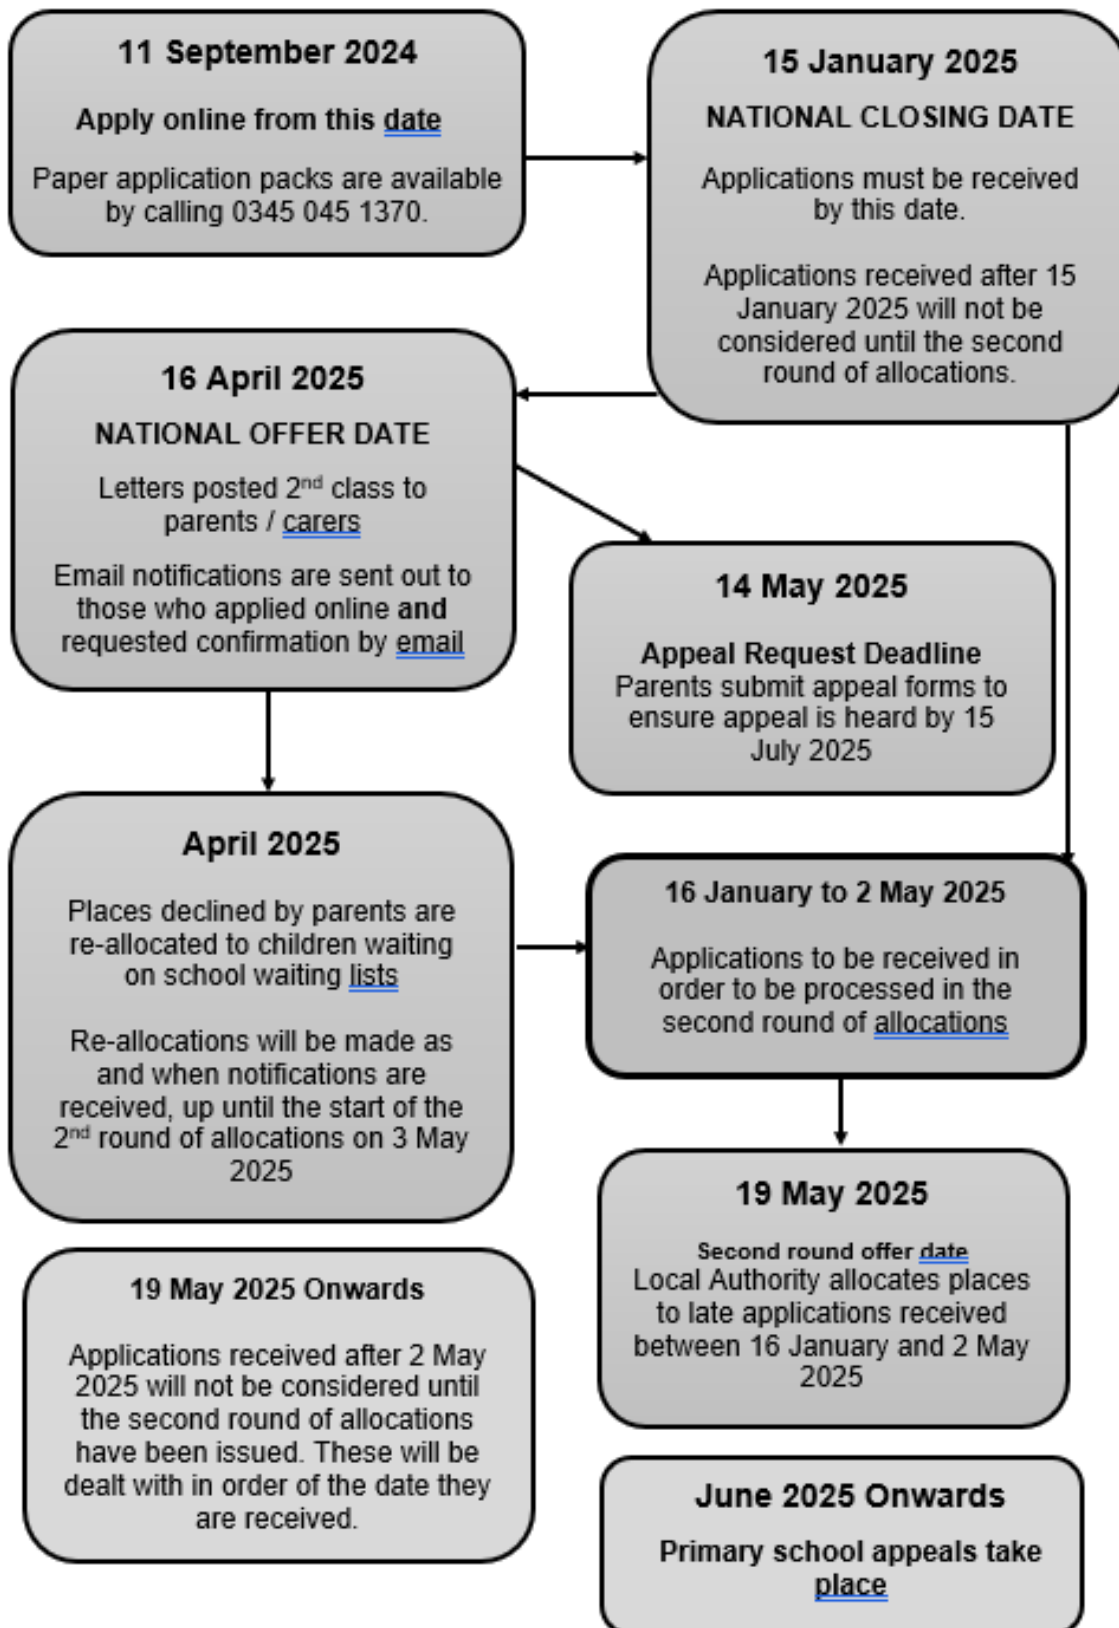 11 September 2024
Apply online from this date
Paper application packs are available
by calling 0345 045 1370.
15 January 2025
NATIONAL CLOSING DATE
Applications must be received
by this date.
Applications received after 15
January 2025 will not be
considered until the second
round of allocations.
16 April 2025
NATIONAL OFFER DATE
Letters posted 2nd class to
parents / carers
Email notifications are sent out to
those who applied online and
requested confirmation by email
14 May 2025
Appeal Request Deadline
Parents submit appeal forms to
ensure appeal is heard by 15
July 2025
April 2025
Places declined by parents are
re-allocated to children waiting
on school waiting lists
Re-allocations will be made as
and when notifications are
received, up until the start of the
2nd round of allocations on 3 May
2025
16 January to 2 May 2025
Applications to be received in
order to be processed in the
second round of allocations
19 May 2025
Second round offer date
Local Authority allocates places
to late applications received
between 16 January and 2 May
2025
19 May 2025 Onwards
Applications received after 2 May
2025 will not be considered until
the second round of allocations
have been issued. These will be
dealt with in order of the date they
are received.
June 2025 Onwards
Primary school appeals take
place